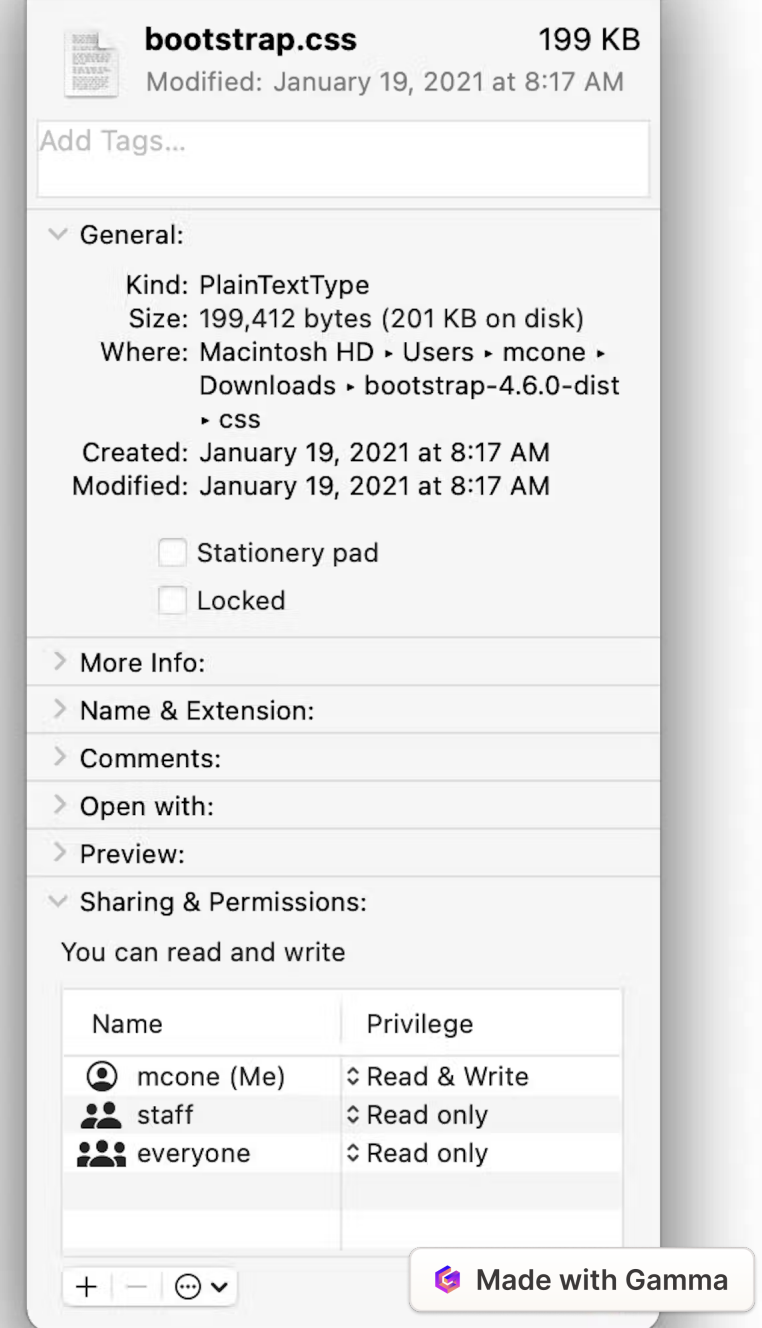 bootstrap.css 199 KB
Modified: January 19, 2021 at 8:17 AM
Add Tags...
General:
Kind: PlainTextType
Size: 199,412 bytes (201 KB on disk)
Where: Macintosh HD ▸ Users ▸ mcone ▸
Downloads ▸ bootstrap-4.6.0-dist
▸ css
Created: January 19, 2021 at 8:17 AM
Modified: January 19, 2021 at 8:17 AM
Stationery pad
Locked
More Info:
Name & Extension:
Comments:
Open with:
Preview:
Sharing & Permissions:
You can read and write
Name Privilege
mcone (Me) Read & Write
staff Read only
everyone Read only
Made with Gamma